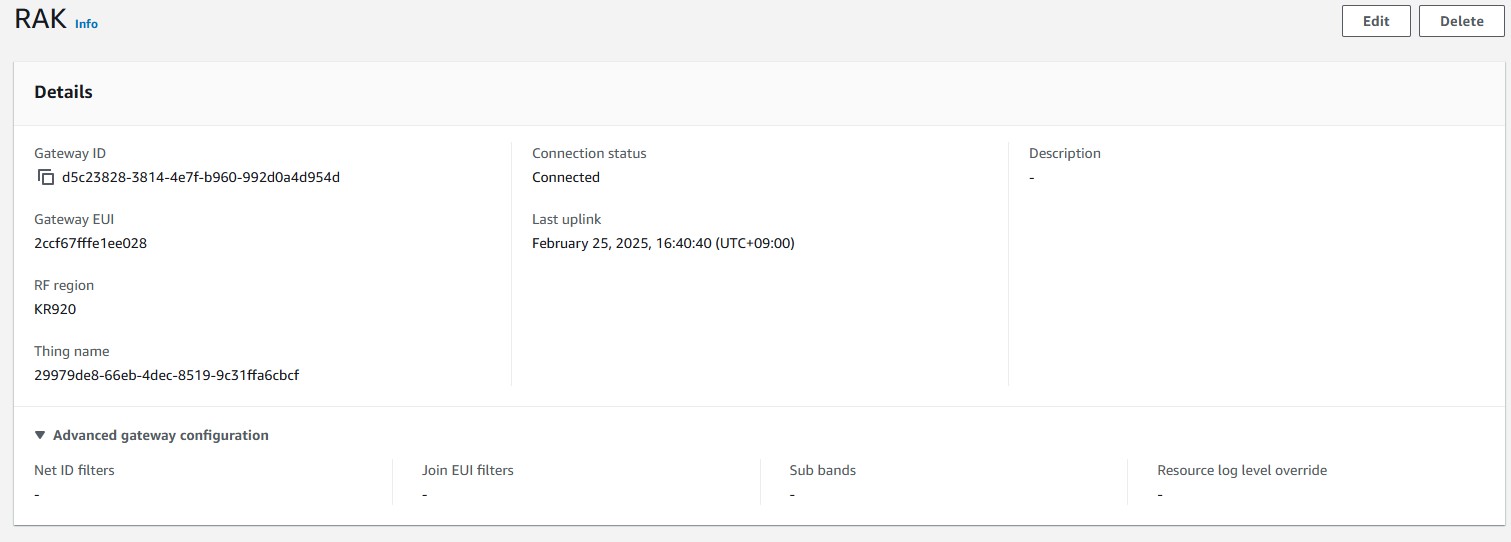 RAK Info
Edit
Delete
Details
Gateway ID
d5c23828-3814-4e7f-b960-992d0a4d954d
Gateway EUI
2ccf67fffe1ee028
RF region
KR920
Thing name
29979de8-66eb-4dec-8519-9c31ffa6cbcf
Connection status
Connected
Last uplink
February 25, 2025, 16:40:40 (UTC+09:00)
Description
-
Advanced gateway configuration
Net ID filters
-
Join EUI filters
-
Sub bands
-
Resource log level override
-